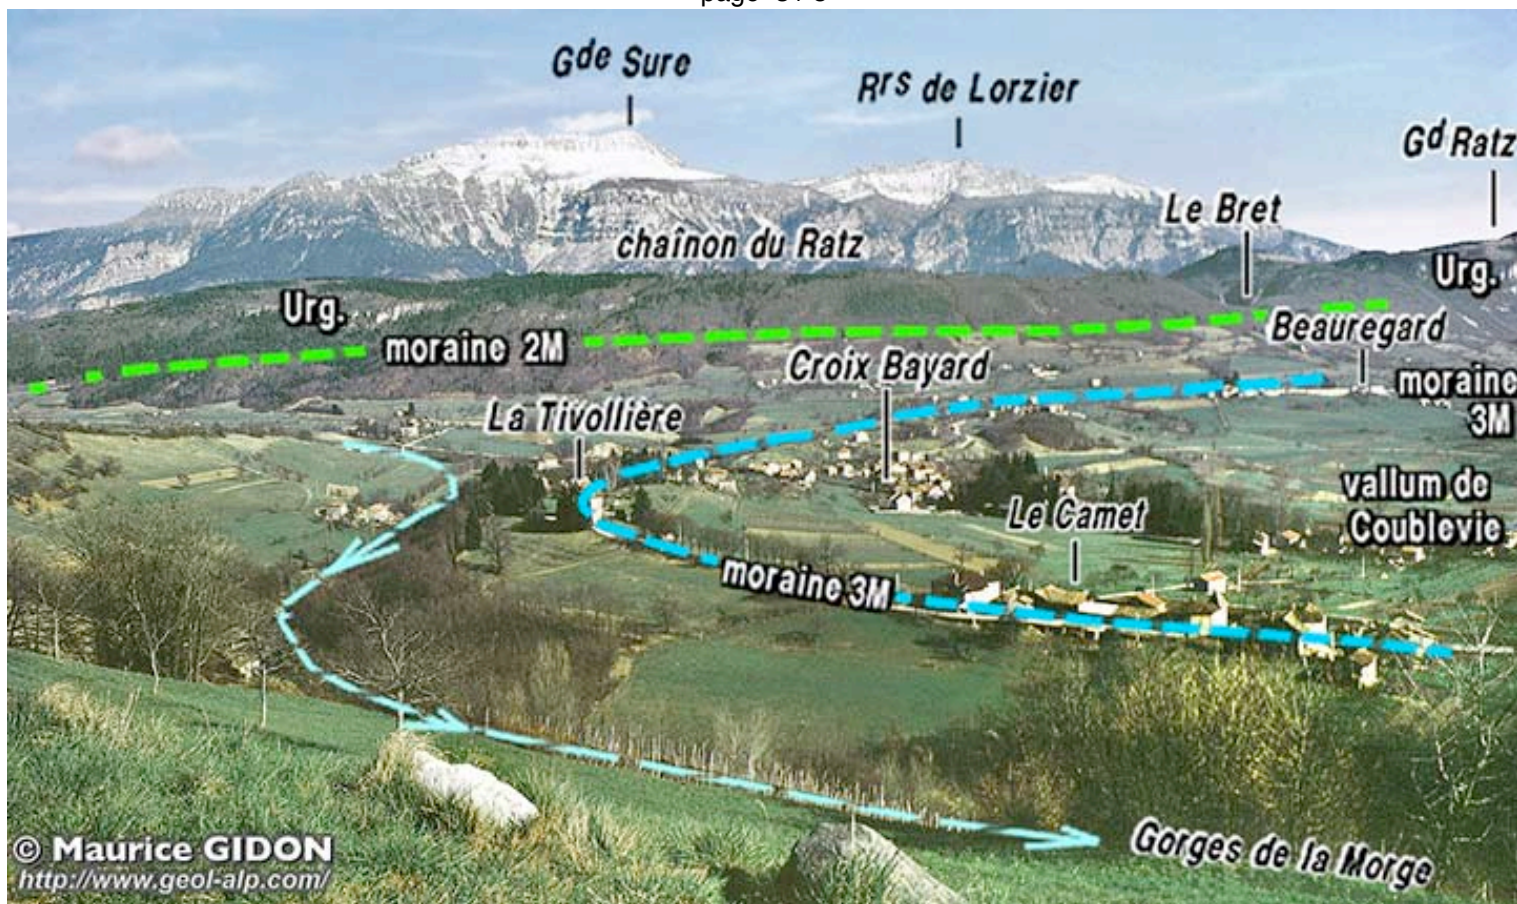 Gde Sure
Rrs de Lorzier
Gd Ratz
Le Bret
chaînon du Ratz
Urg.
Urg.
moraine 2M
Beauregard
Croix Bayard
moraine
3M
La Tivollière
vallum de
Coublevie
Le Camet
moraine 3M
© Maurice GIDON
http://www.geol-alp.com/
Gorges de la Morge